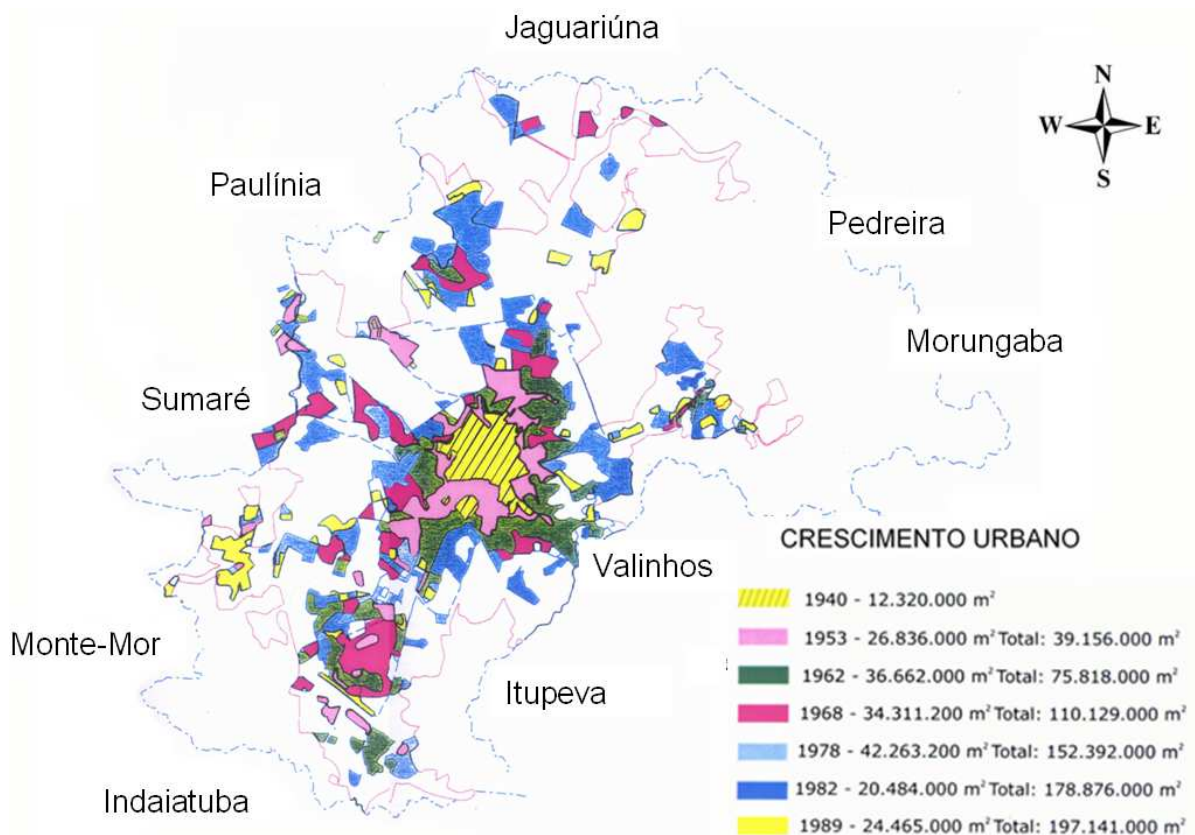 Jaguariúna
N
W E
S
Paulínia
Pedreira
Morungaba
Sumaré
Valinhos
Monte-Mor
Itupeva
Indaiatuba
CRESCIMENTO URBANO
1940 - 12.320.000 m²
1953 - 26.836.000 m² Total: 39.156.000 m²
1962 - 36.662.000 m² Total: 75.818.000 m²
1968 - 34.311.200 m² Total: 110.129.000 m²
1978 - 42.263.200 m² Total: 152.392.000 m²
1982 - 20.484.000 m² Total: 178.876.000 m²
1989 - 24.465.000 m² Total: 197.141.000 m²